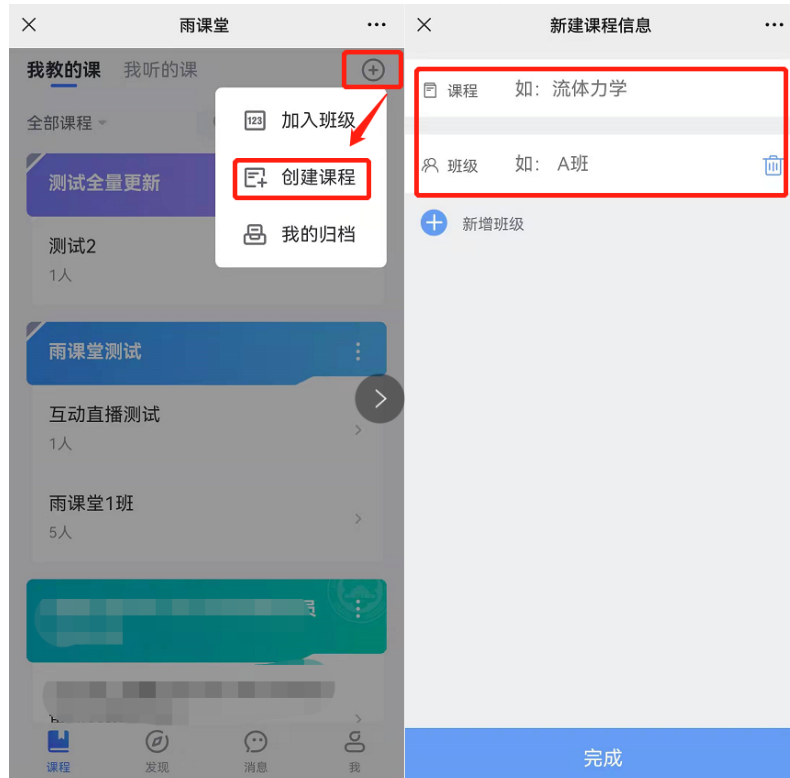 雨课堂
我教的课 我听的课
全部课程
加入班级
创建课程
我的归档
测试全量更新
测试2
1人
雨课堂测试
互动直播测试
1人
雨课堂1班
5人
员
课程 发现 消息 我
新建课程信息
课程 如: 流体力学
班级 如: A班
新增班级
完成